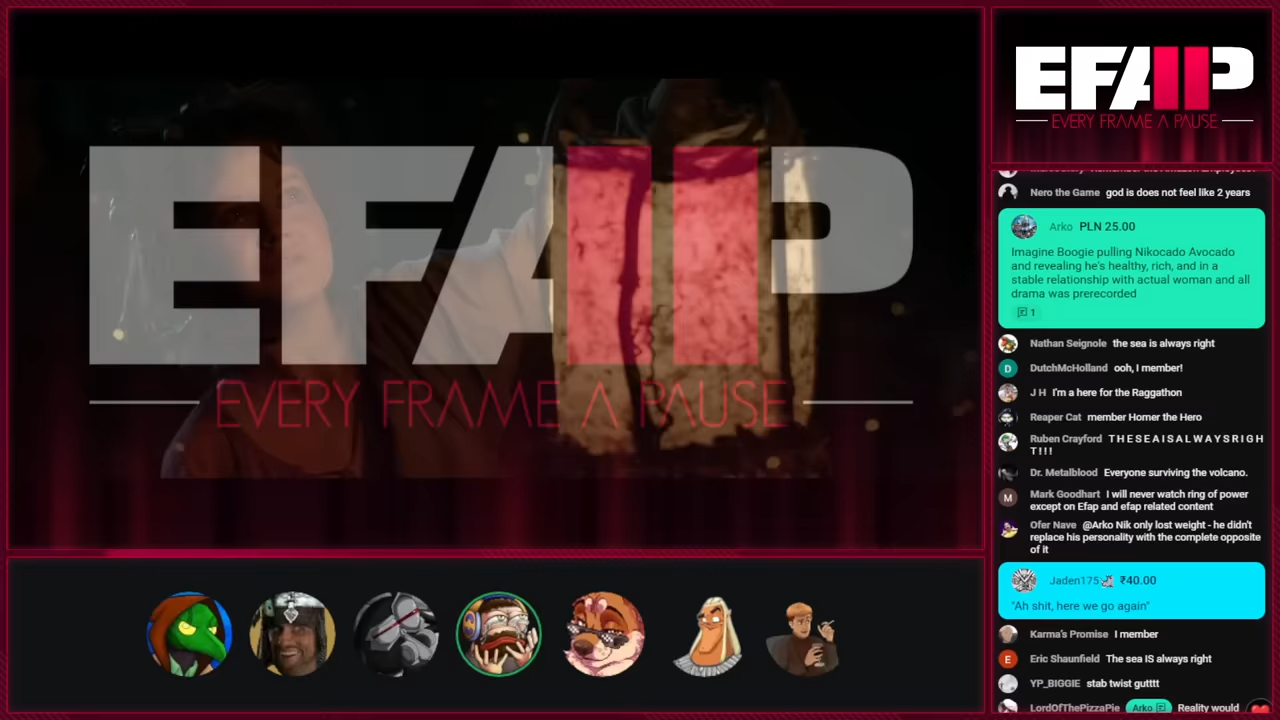 EFAP
EVERY FRAME A PAUSE
EFAP
EVERY FRAME A PAUSE
Nero the Game god is does not feel like 2 years
Arko PLN 25.00
Imagine Boogie pulling Nikocado Avocado
and revealing he's healthy, rich, and in a
stable relationship with actual woman and all
drama was prerecorded
1
Nathan Seignole the sea is always right
D DutchMcHolland ooh, I member!
J H I'm a here for the Raggathon
Reaper Cat member Homer the Hero
Ruben Crayford T H E S E A I S A L W A Y S R I G H
T ! ! !
Dr. Metalblood Everyone surviving the volcano.
M Mark Goodhart I will never watch ring of power
except on Efap and efap related content
Ofer Nave @Arko Nik only lost weight - he didn't
replace his personality with the complete opposite
of it
Jaden175 ₹40.00
"Ah shit, here we go again"
Karma's Promise I member
E Eric Shaunfield The sea IS always right
YP_BIGGIE stab twist gutttt
LordOfThePizzaPie Arko Reality would